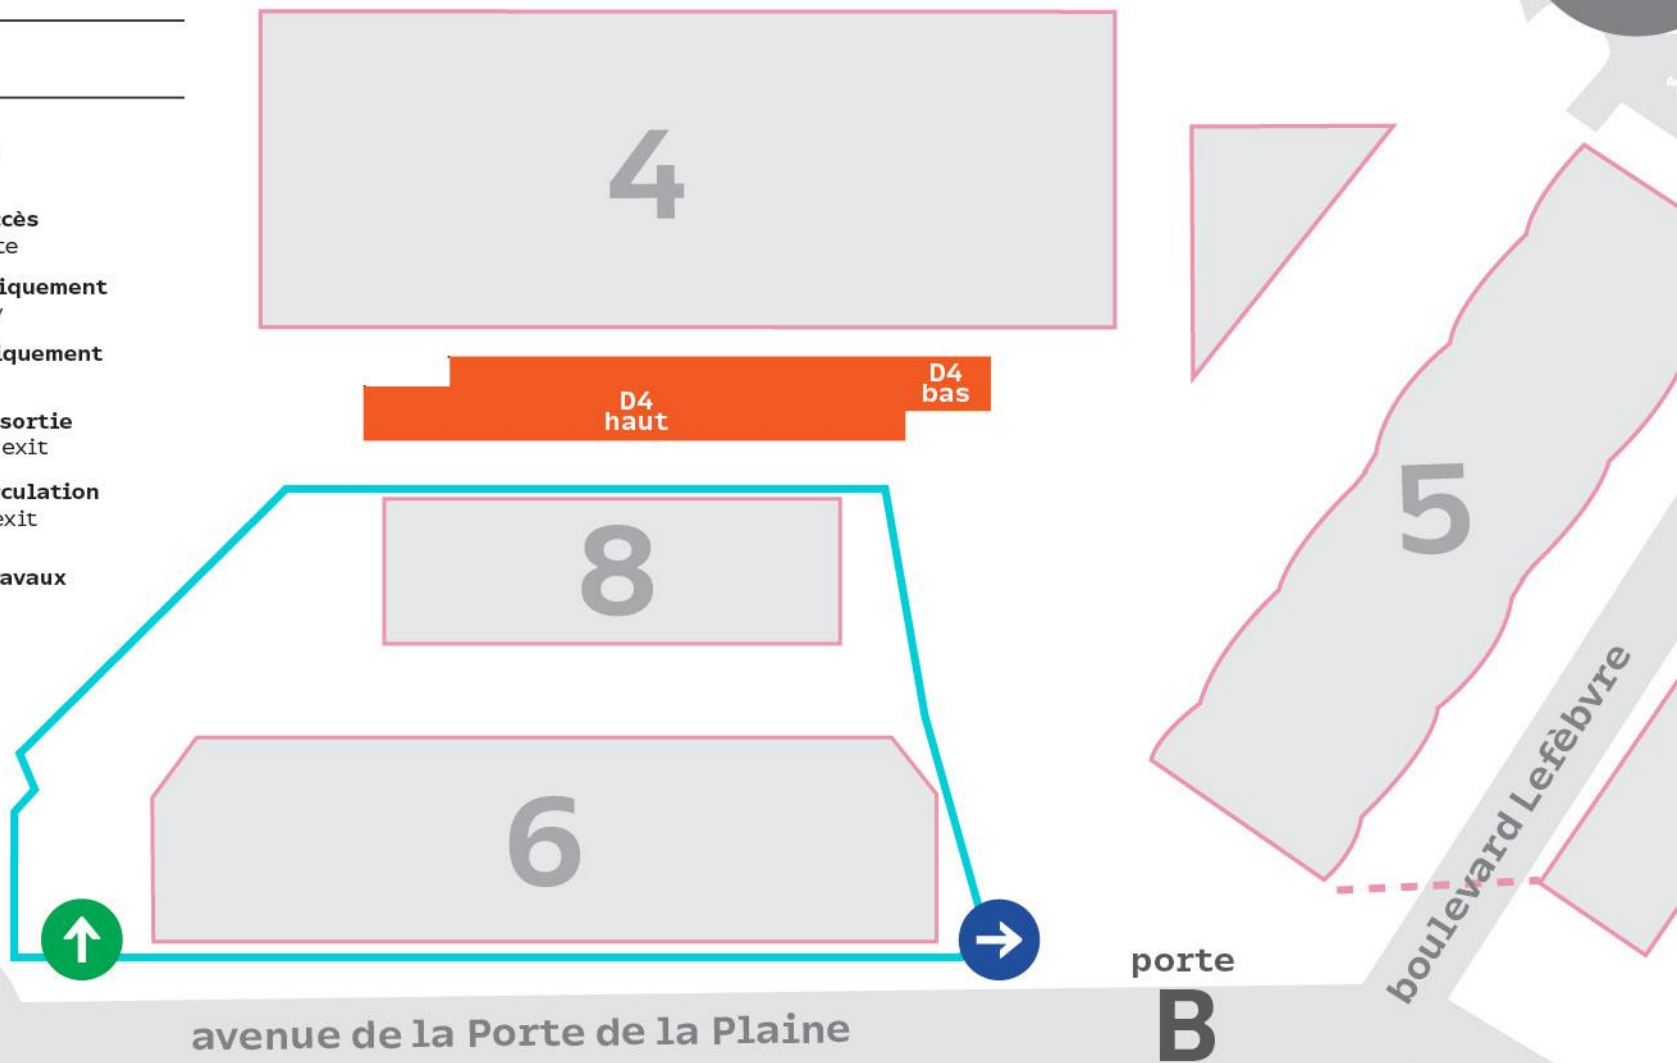 ccès
te
iquement
iquement
sortie
exit
culation
exit
avaux
4
D4
haut
D4
bas
8
5
6
porte
B
boulevard Lefèbvre
avenue de la Porte de la Plaine